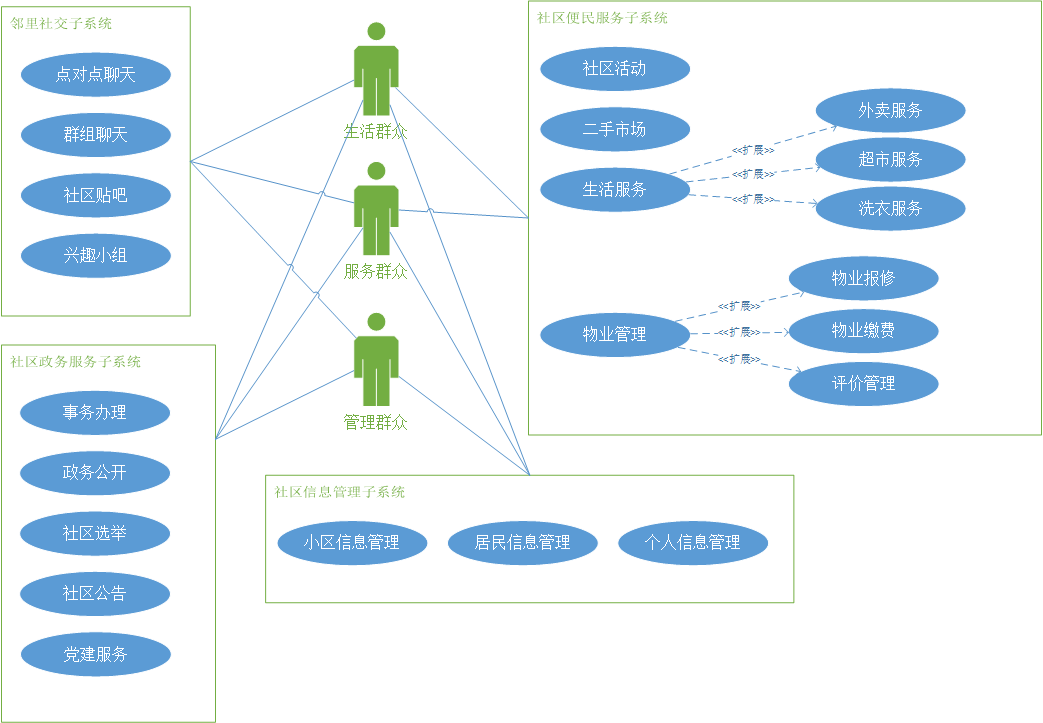 邻里社交子系统
点对点聊天
群组聊天
社区贴吧
兴趣小组
生活群众
服务群众
管理群众
社区便民服务子系统
社区活动
二手市场
生活服务
<<扩展>>
<<扩展>>
<<扩展>>
外卖服务
超市服务
洗衣服务
物业管理
<<扩展>>
<<扩展>>
<<扩展>>
物业报修
物业缴费
评价管理
社区政务服务子系统
事务办理
政务公开
社区选举
社区公告
党建服务
社区信息管理子系统
小区信息管理
居民信息管理
个人信息管理